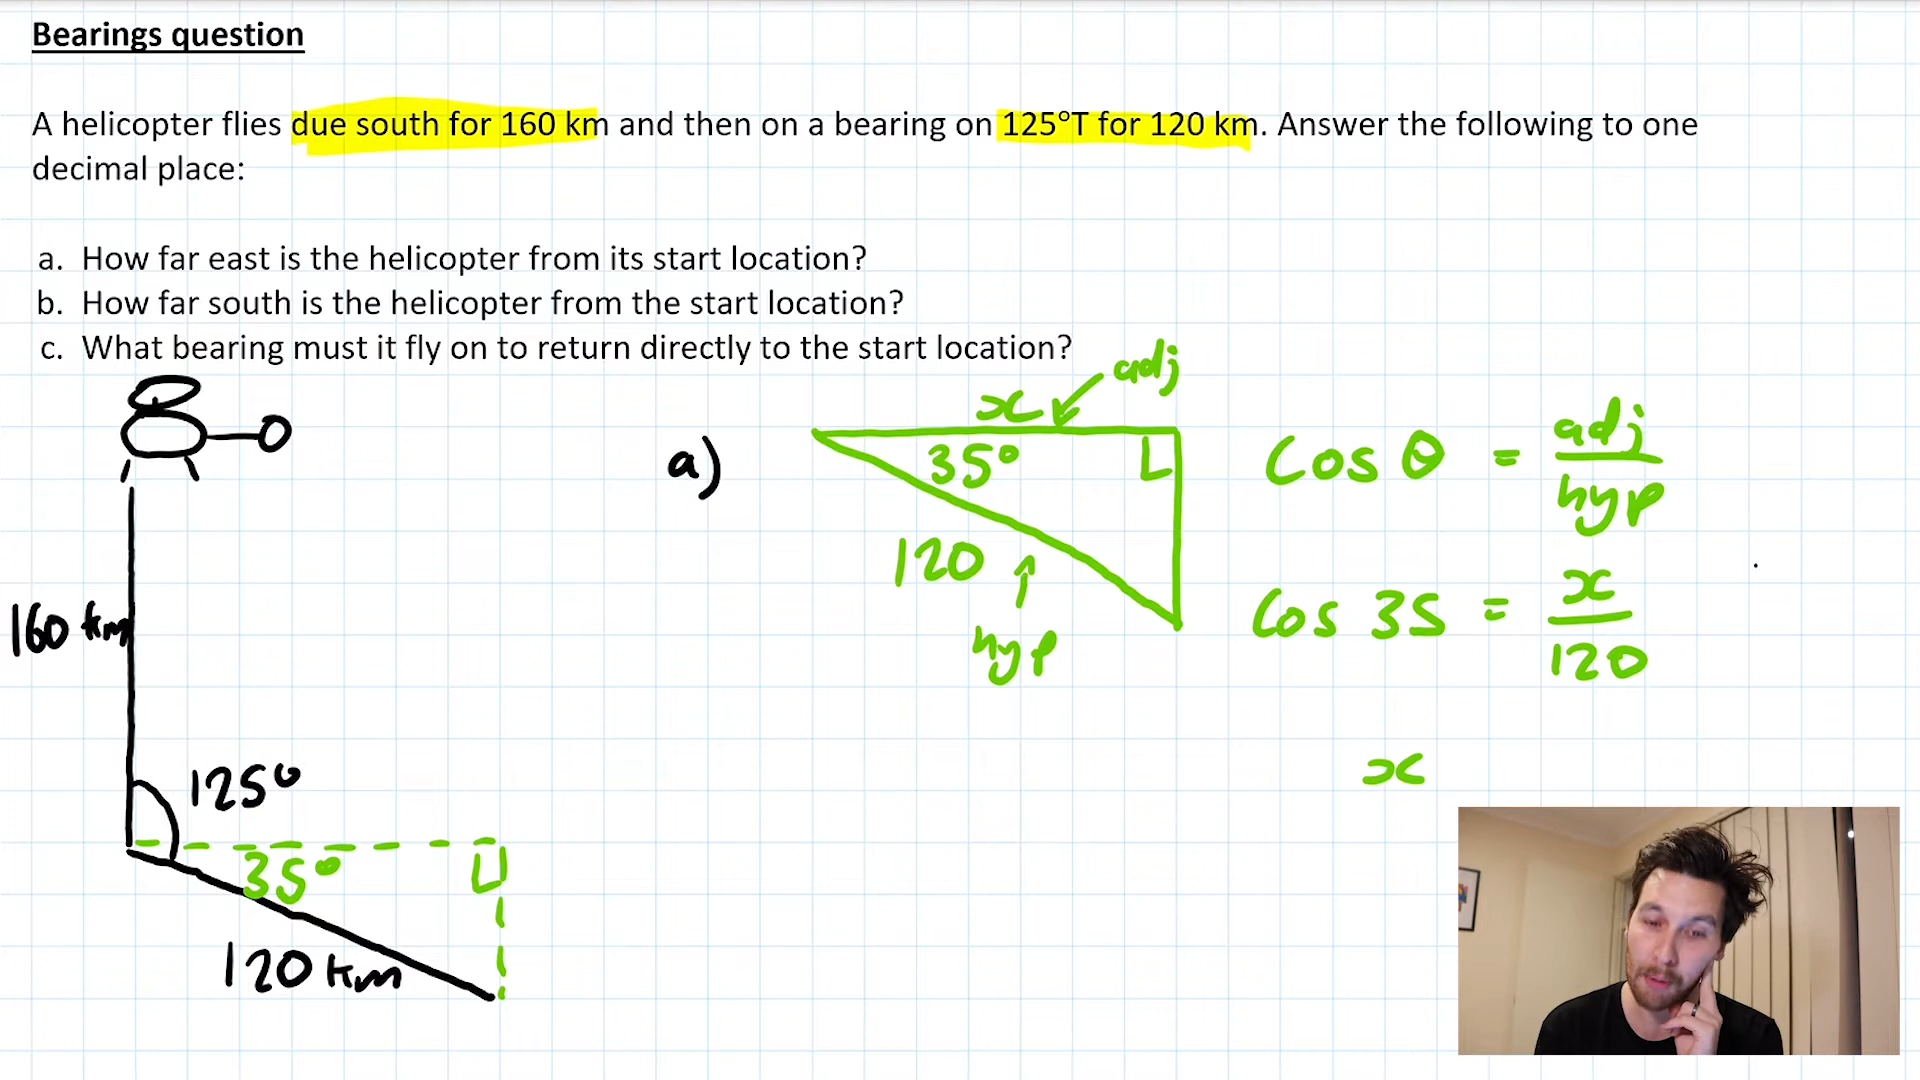 Bearings question
A helicopter flies due south for 160 km and then on a bearing on 125°T for 120 km. Answer the following to one
decimal place:
a. How far east is the helicopter from its start location?
b. How far south is the helicopter from the start location?
c. What bearing must it fly on to return directly to the start location?
adj
x
a)
35°
120
hyp
Cos θ = adj/hyp
Cos 35 = x/120
x
160 km
125°
35°
120 km